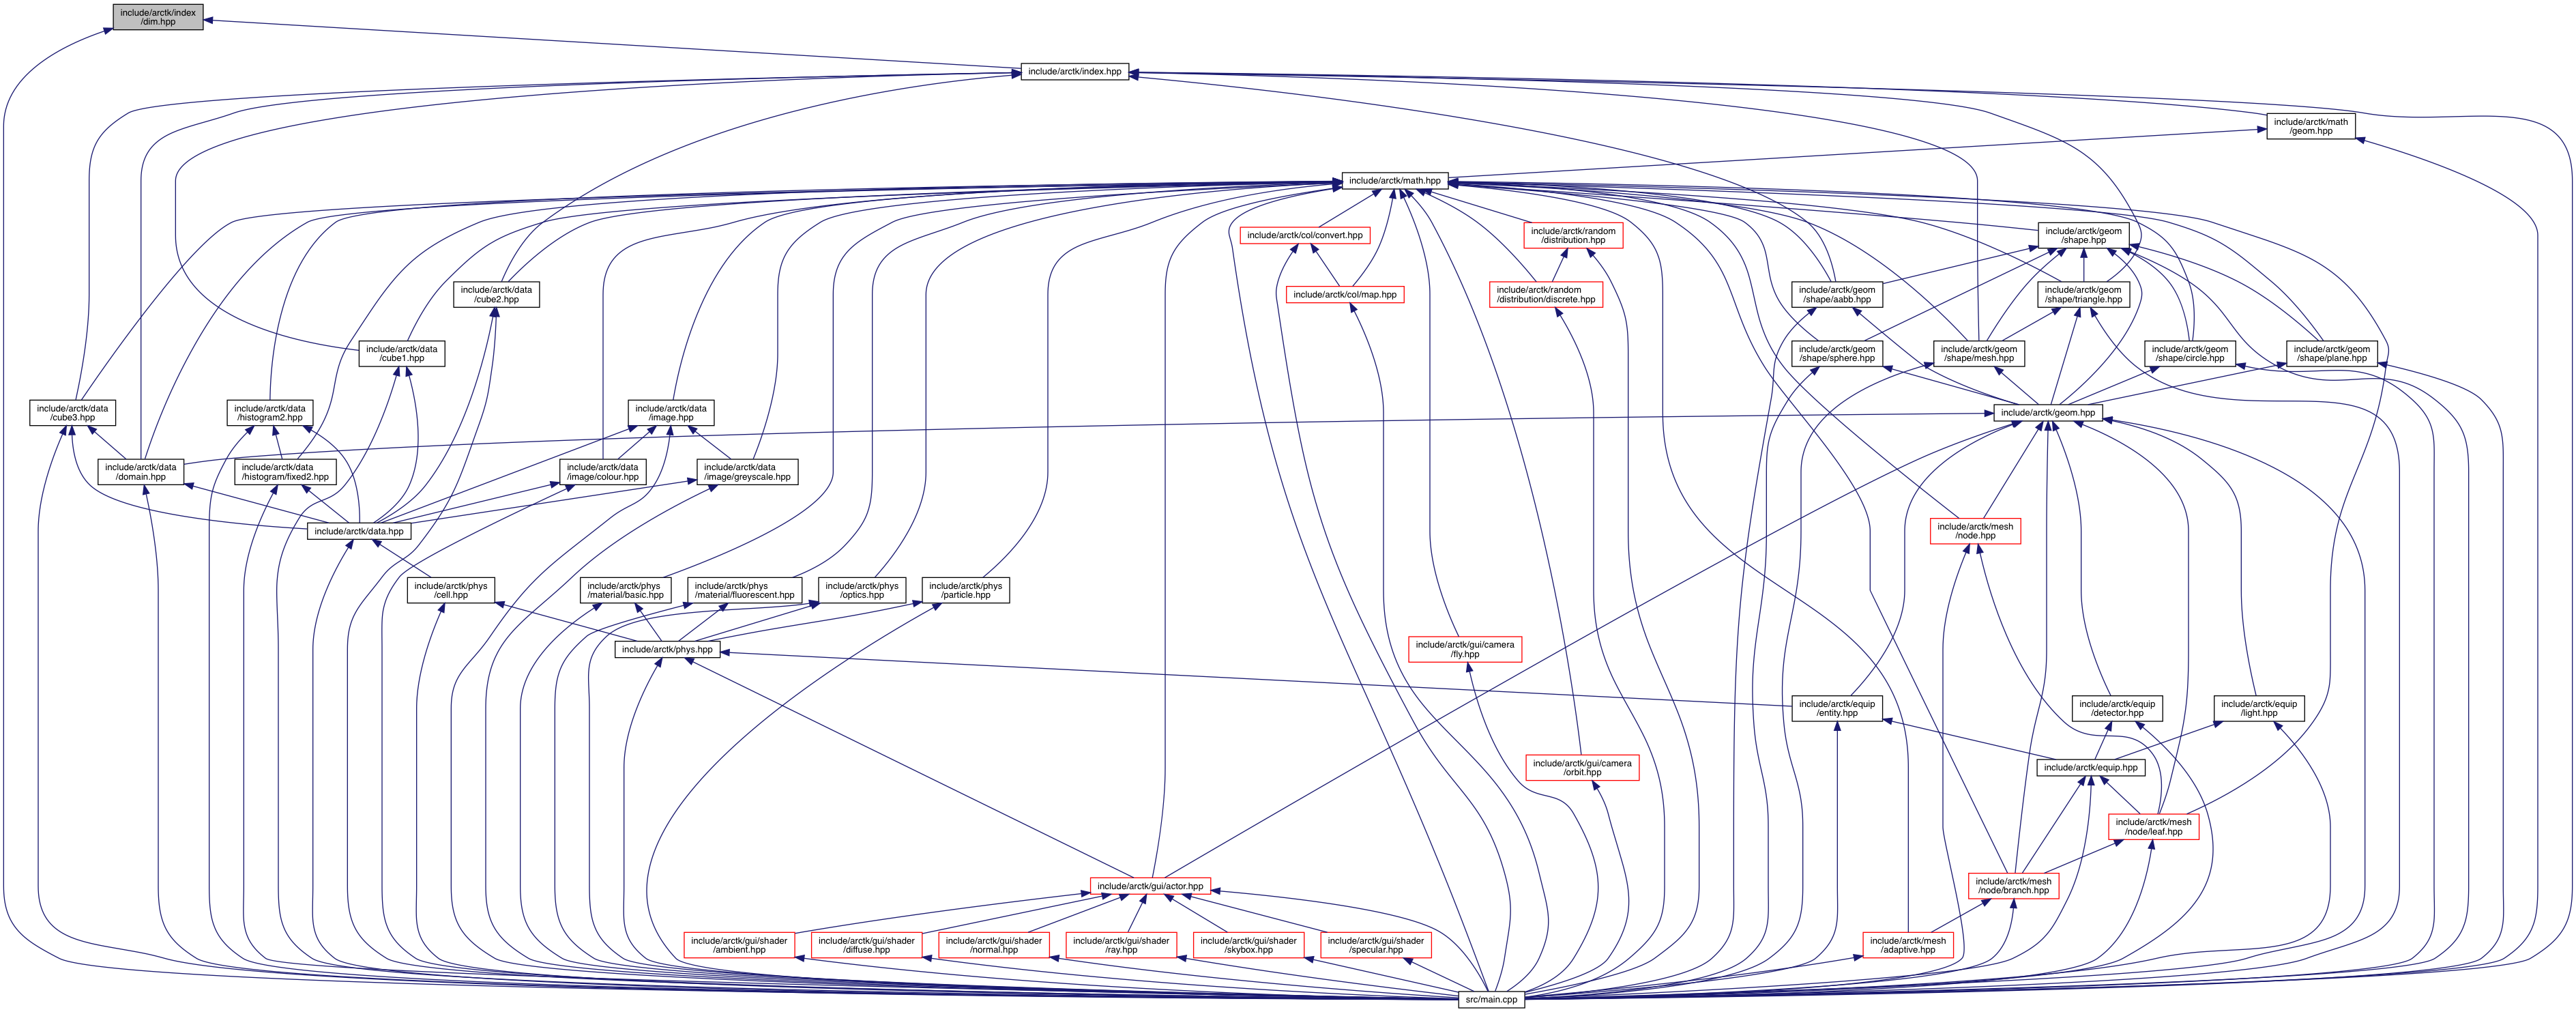 include/arctk/index
/dim.hpp
include/arctk/index.hpp
include/arctk/math
/geom.hpp
include/arctk/math.hpp
include/arctk/col/convert.hpp
include/arctk/random
/distribution.hpp
include/arctk/geom
/shape.hpp
include/arctk/data
/cube2.hpp
include/arctk/col/map.hpp
include/arctk/random
/distribution/discrete.hpp
include/arctk/geom
/shape/aabb.hpp
include/arctk/geom
/shape/triangle.hpp
include/arctk/data
/cube1.hpp
include/arctk/geom
/shape/sphere.hpp
include/arctk/geom
/shape/mesh.hpp
include/arctk/geom
/shape/circle.hpp
include/arctk/geom
/shape/plane.hpp
include/arctk/data
/cube3.hpp
include/arctk/data
/histogram2.hpp
include/arctk/data
/image.hpp
include/arctk/geom.hpp
include/arctk/data
/domain.hpp
include/arctk/data
/histogram/fixed2.hpp
include/arctk/data
/image/colour.hpp
include/arctk/data
/image/greyscale.hpp
include/arctk/data.hpp
include/arctk/mesh
/node.hpp
include/arctk/phys
/cell.hpp
include/arctk/phys
/material/basic.hpp
include/arctk/phys
/material/fluorescent.hpp
include/arctk/phys
/optics.hpp
include/arctk/phys
/particle.hpp
include/arctk/phys.hpp
include/arctk/gui/camera
/fly.hpp
include/arctk/equip
/entity.hpp
include/arctk/equip
/detector.hpp
include/arctk/equip
/light.hpp
include/arctk/gui/camera
/orbit.hpp
include/arctk/equip.hpp
include/arctk/mesh
/node/leaf.hpp
include/arctk/gui/actor.hpp
include/arctk/mesh
/node/branch.hpp
include/arctk/gui/shader
/ambient.hpp
include/arctk/gui/shader
/diffuse.hpp
include/arctk/gui/shader
/normal.hpp
include/arctk/gui/shader
/ray.hpp
include/arctk/gui/shader
/skybox.hpp
include/arctk/gui/shader
/specular.hpp
include/arctk/mesh
/adaptive.hpp
src/main.cpp